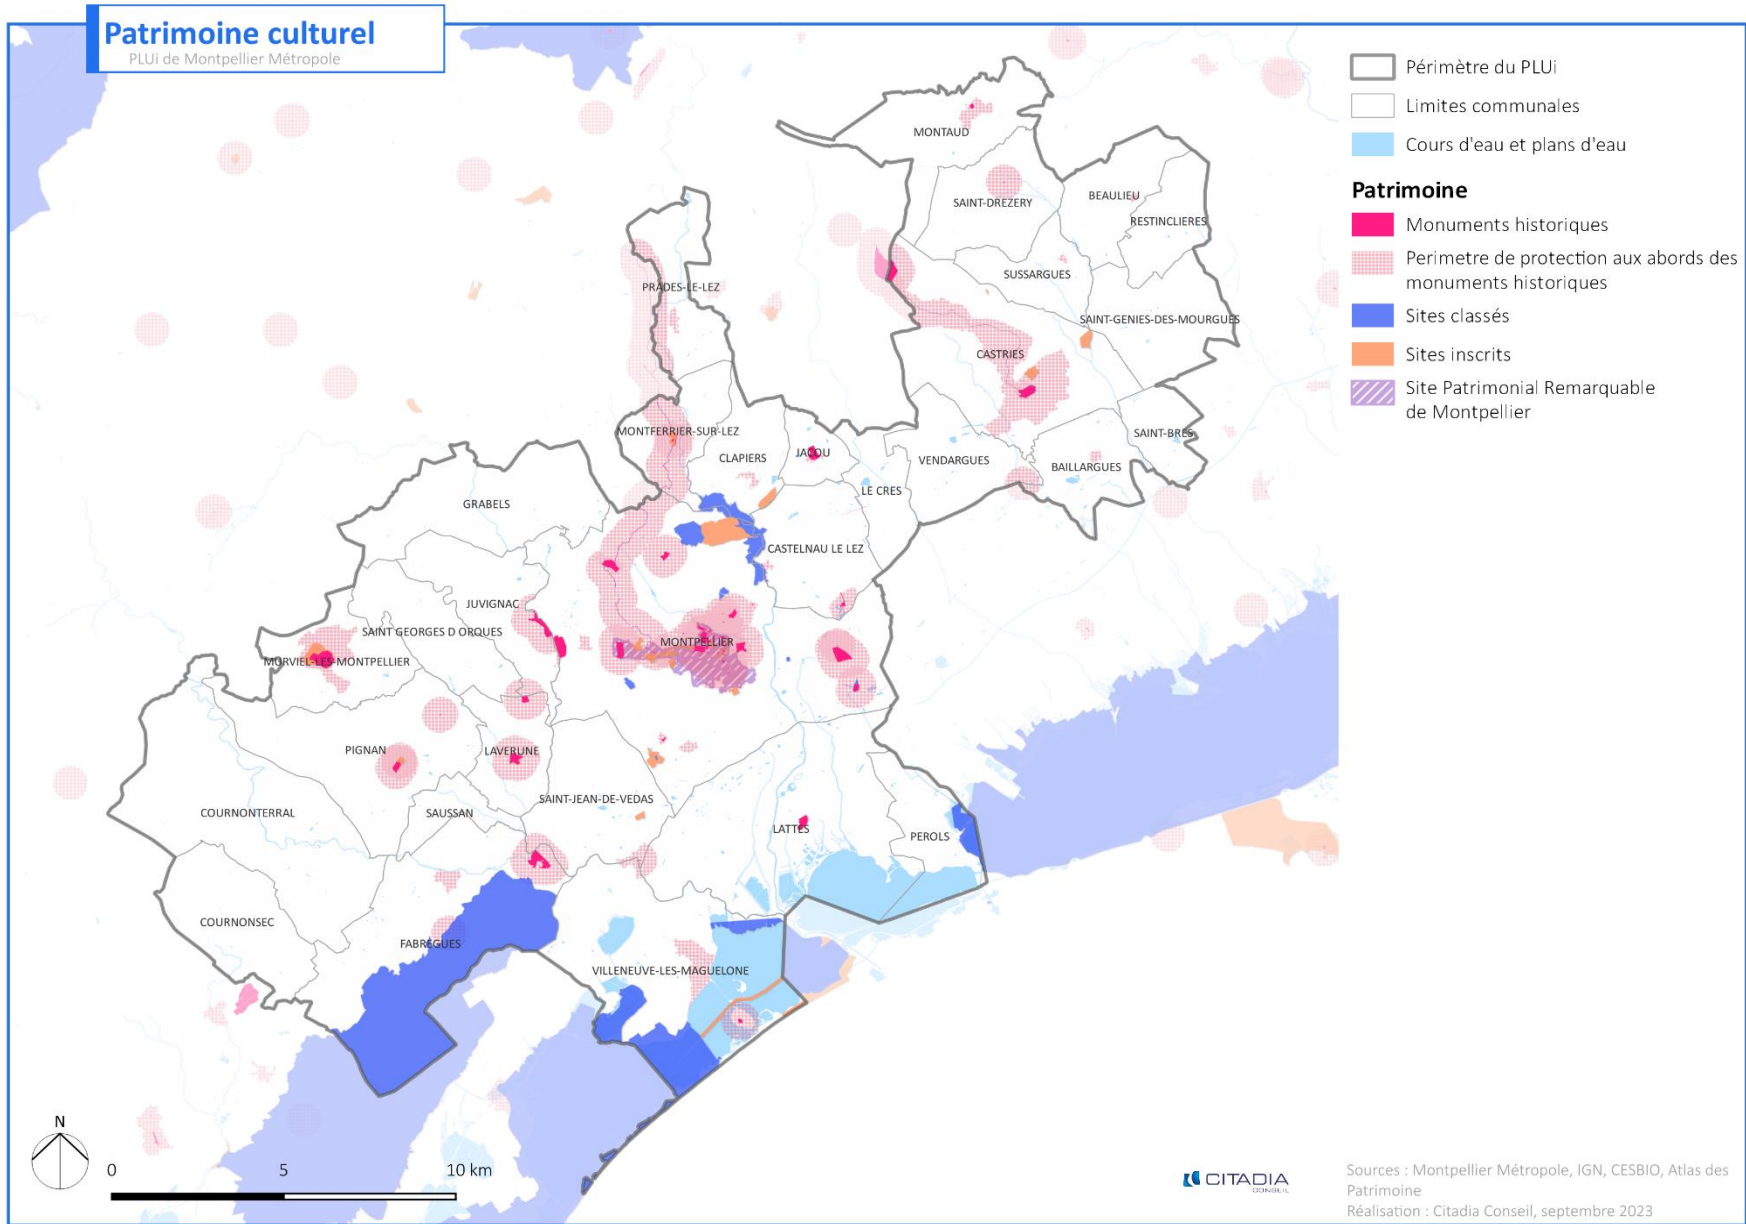 Patrimoine culturel
PLUi de Montpellier Métropole
Périmètre du PLUi
Limites communales
Cours d'eau et plans d'eau
Patrimoine
Monuments historiques
Perimetre de protection aux abords des
monuments historiques
Sites classés
Sites inscrits
Site Patrimonial Remarquable
de Montpellier
MONTAUD
BEAULIEU
SAINT-DREZERY
RESTINCLIERES
SUSSARGUES
PRADES-LE-LEZ
SAINT-GENIES-DES-MOURGUES
CASTRIES
MONTFERRIER-SUR-LEZ
SAINT-BRES
JACOU
CLAPIERS
VENDARGUES
BAILLARGUES
LE CRES
GRABELS
CASTELNAU LE LEZ
JUVIGNAC
SAINT GEORGES D ORQUES
MONTPELLIER
MURVIEL-LES-MONTPELLIER
PIGNAN
LAVERUNE
SAINT-JEAN-DE-VEDAS
COURNONTERRAL
SAUSSAN
LATTES
PEROLS
COURNONSEC
FABREGUES
VILLENEUVE-LES-MAGUELONE
N
0 5 10 km
CITADIA
CONSEIL
Sources : Montpellier Métropole, IGN, CESBIO, Atlas des
Patrimoine
Réalisation : Citadia Conseil, septembre 2023